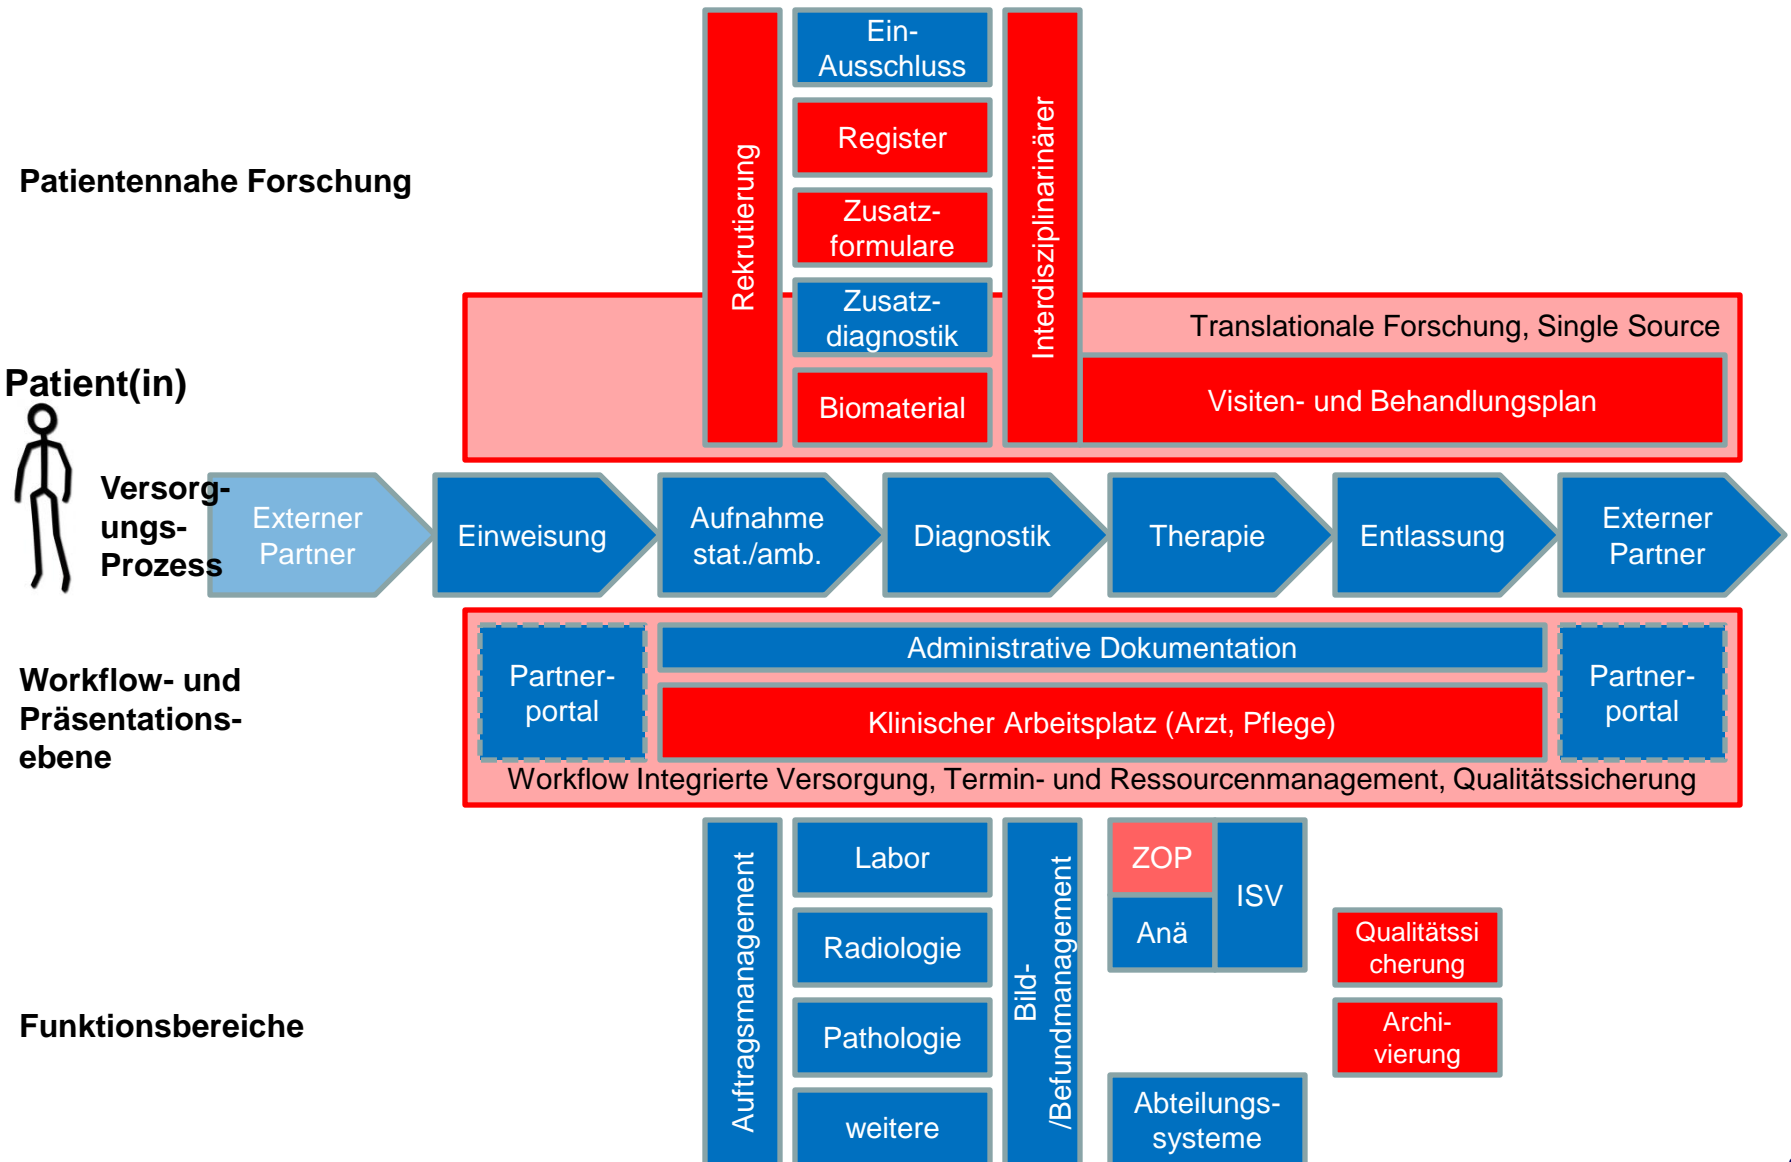 Patientennahe Forschung
Rekrutierung
Ein-
Ausschluss
Register
Zusatz-
formulare
Zusatz-
diagnostik
Biomaterial
Interdisziplinarinärer
Translationale Forschung, Single Source
Visiten- und Behandlungsplan
Patient(in)
Versorg-
ungs-
Prozess
Externer
Partner
Einweisung
Aufnahme
stat./amb.
Diagnostik
Therapie
Entlassung
Externer
Partner
Workflow- und
Präsentations-
ebene
Partner-
portal
Administrative Dokumentation
Klinischer Arbeitsplatz (Arzt, Pflege)
Partner-
portal
Workflow Integrierte Versorgung, Termin- und Ressourcenmanagement, Qualitätssicherung
Funktionsbereiche
Auftragsmanagement
Labor
Radiologie
Pathologie
weitere
Bild-
/Befundmanagement
ZOP
Anä
ISV
Abteilungs-
systeme
Qualitätssi
cherung
Archi-
vierung